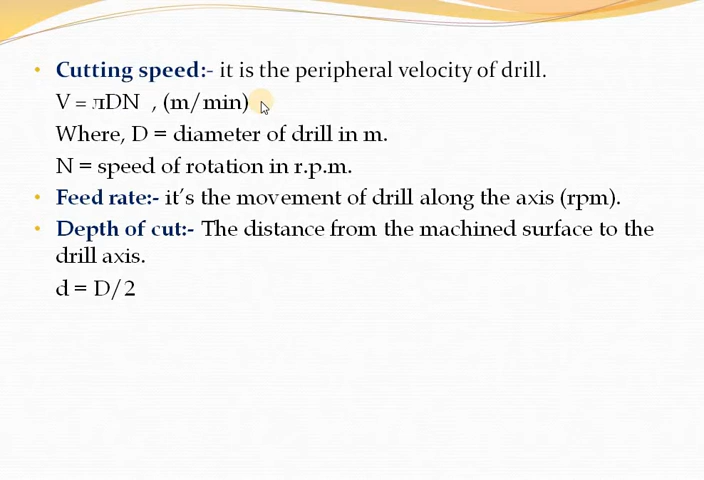 Cutting speed:- it is the peripheral velocity of drill.
V = πDN , (m/min)
Where, D = diameter of drill in m.
N = speed of rotation in r.p.m.
Feed rate:- it's the movement of drill along the axis (rpm).
Depth of cut:- The distance from the machined surface to the
drill axis.
d = D/2